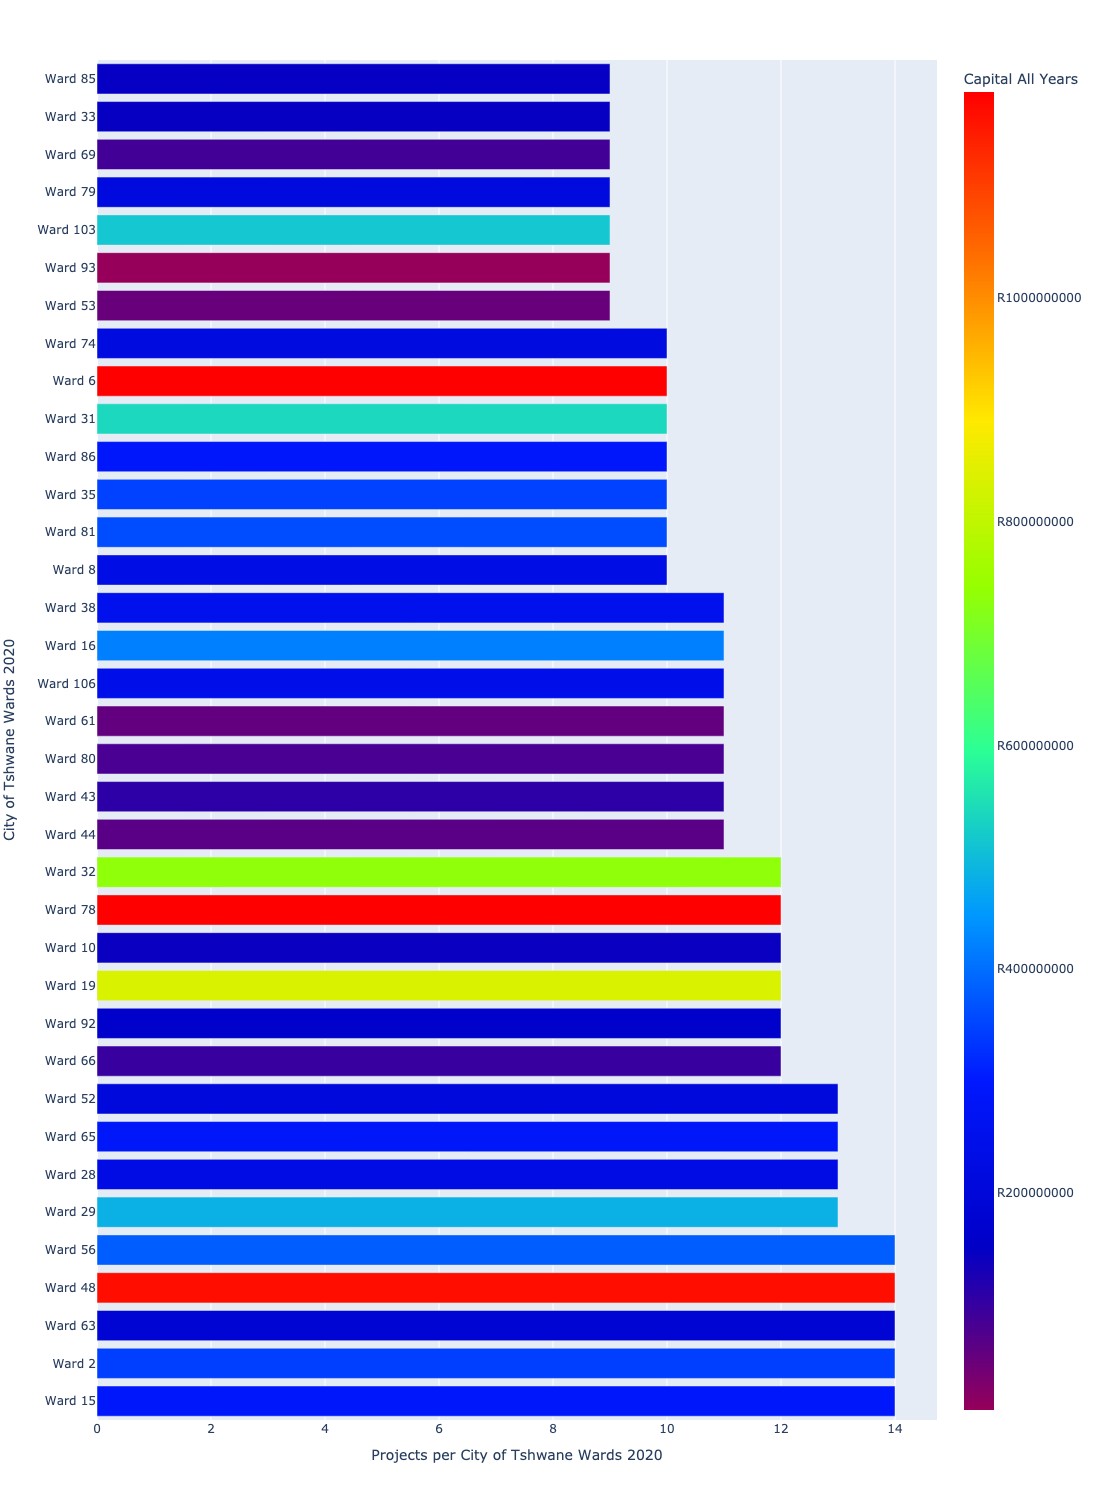 Capital All Years
Ward 85
Ward 33
Ward 69
Ward 79
Ward 103
Ward 93
Ward 53
Ward 74
Ward 6
Ward 31
Ward 86
Ward 35
Ward 81
Ward 8
Ward 38
Ward 16
Ward 106
Ward 61
Ward 80
Ward 43
Ward 44
Ward 32
Ward 78
Ward 10
Ward 19
Ward 92
Ward 66
Ward 52
Ward 65
Ward 28
Ward 29
Ward 56
Ward 48
Ward 63
Ward 2
Ward 15
City of Tshwane Wards 2020
R1000000000
R800000000
R600000000
R400000000
R200000000
0 2 4 6 8 10 12 14
Projects per City of Tshwane Wards 2020